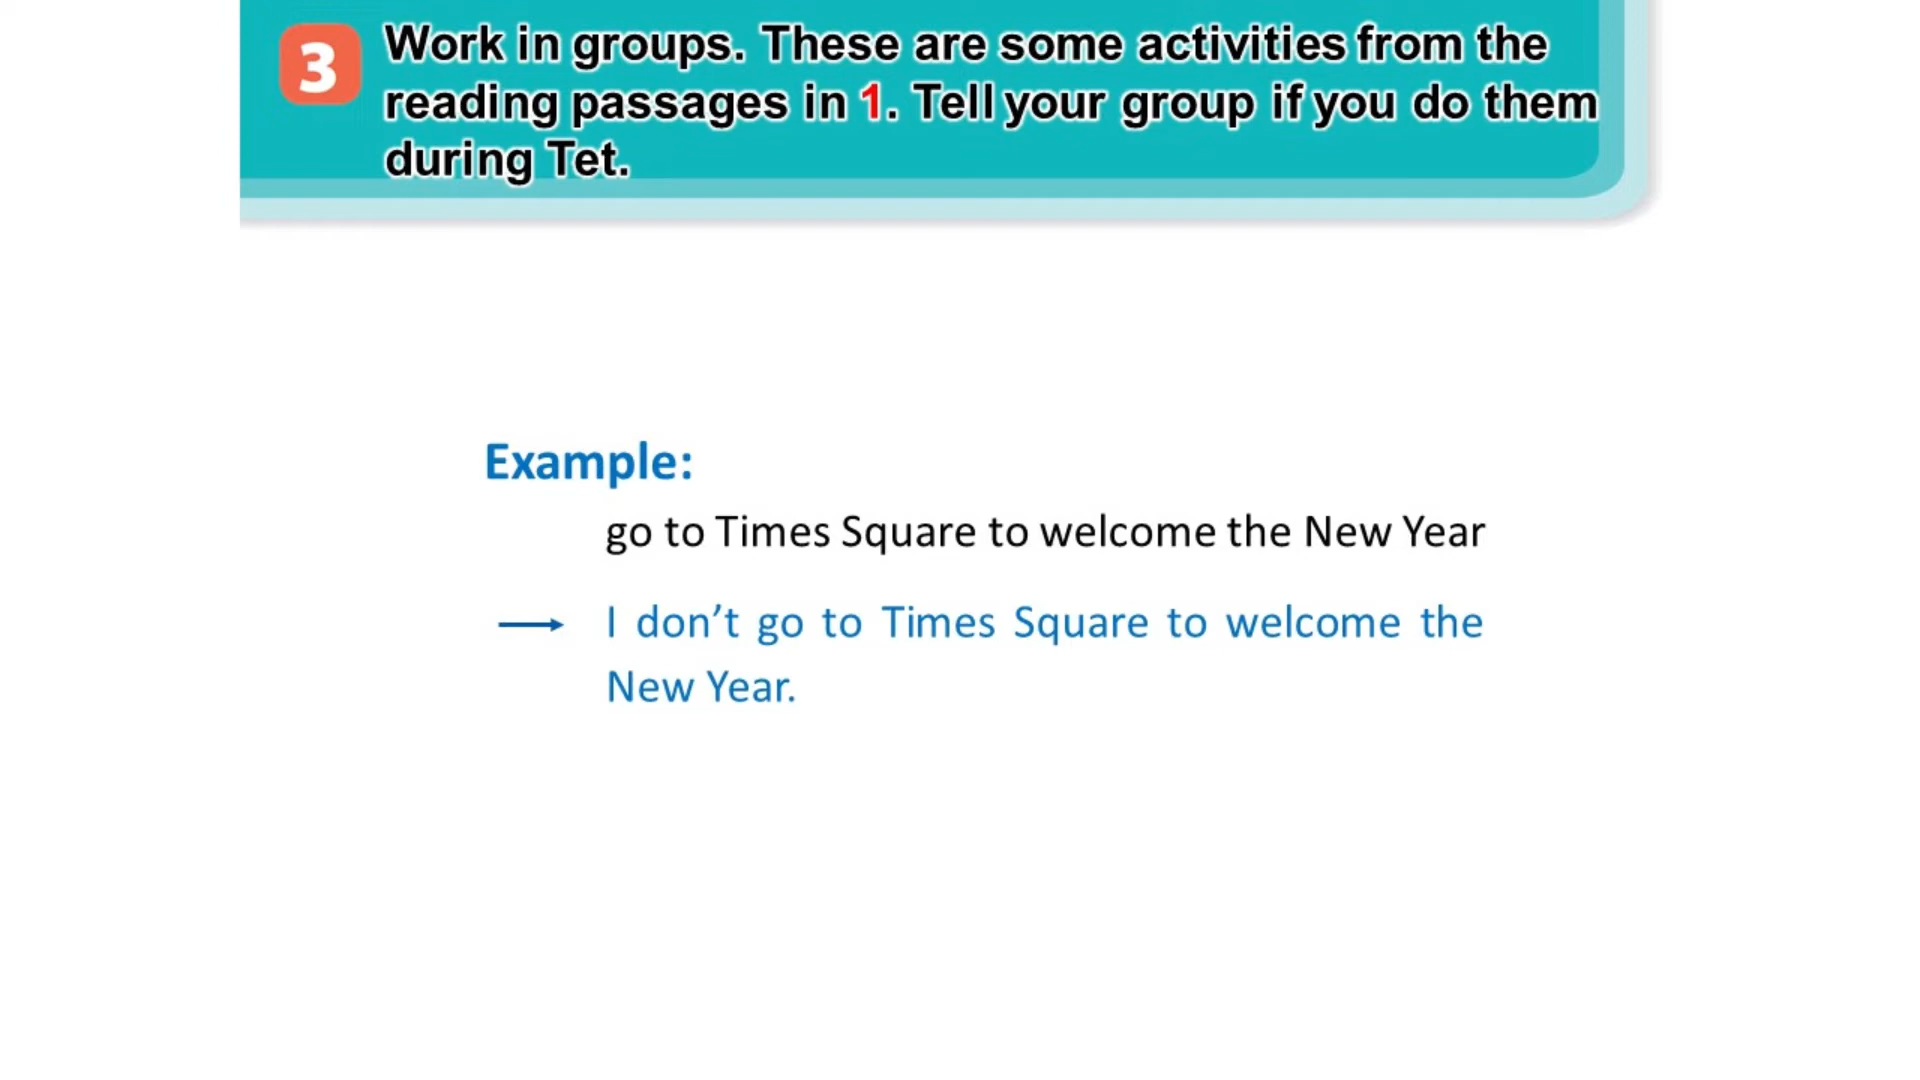 3
Work in groups. These are some activities from the
reading passages in 1. Tell your group if you do them
during Tet.
Example:
go to Times Square to welcome the New Year
I don’t go to Times Square to welcome the
New Year.